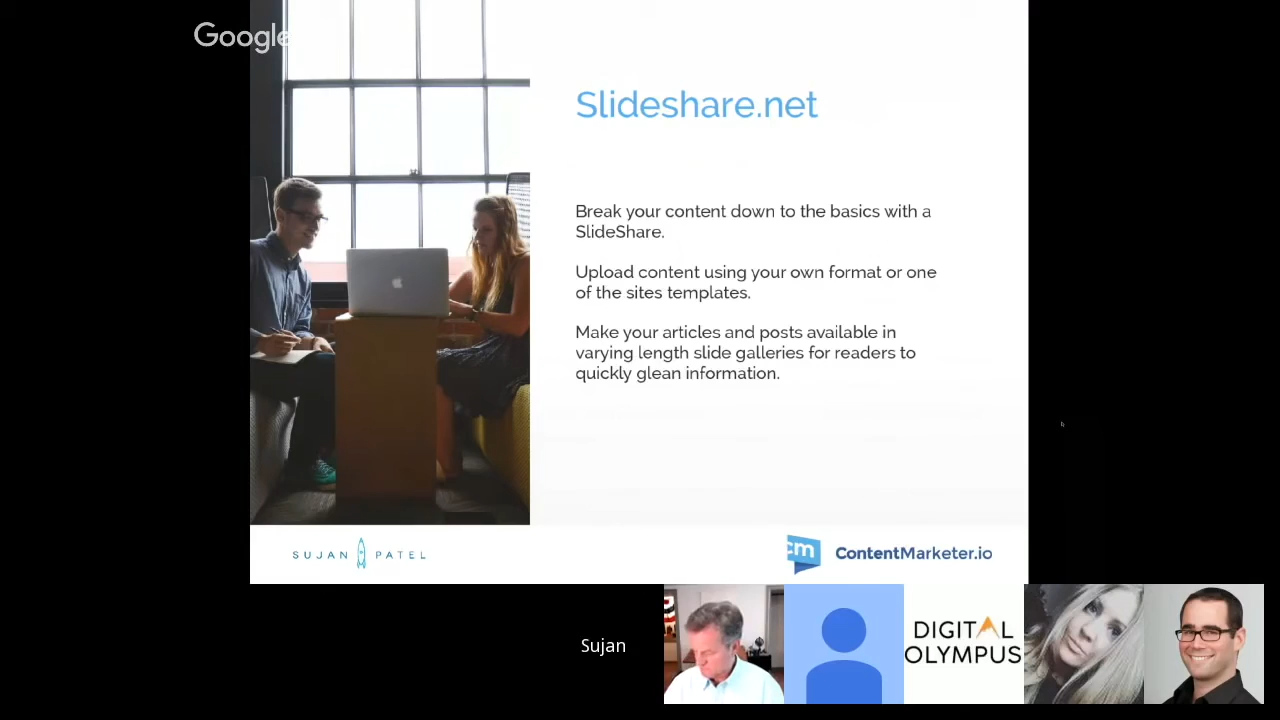 Google
Slideshare.net
Break your content down to the basics with a
SlideShare.
Upload content using your own format or one
of the sites templates.
Make your articles and posts available in
varying length slide galleries for readers to
quickly glean information.
SUJAN PATEL
cm ContentMarketer.io
Sujan
DIGITAL
OLYMPUS